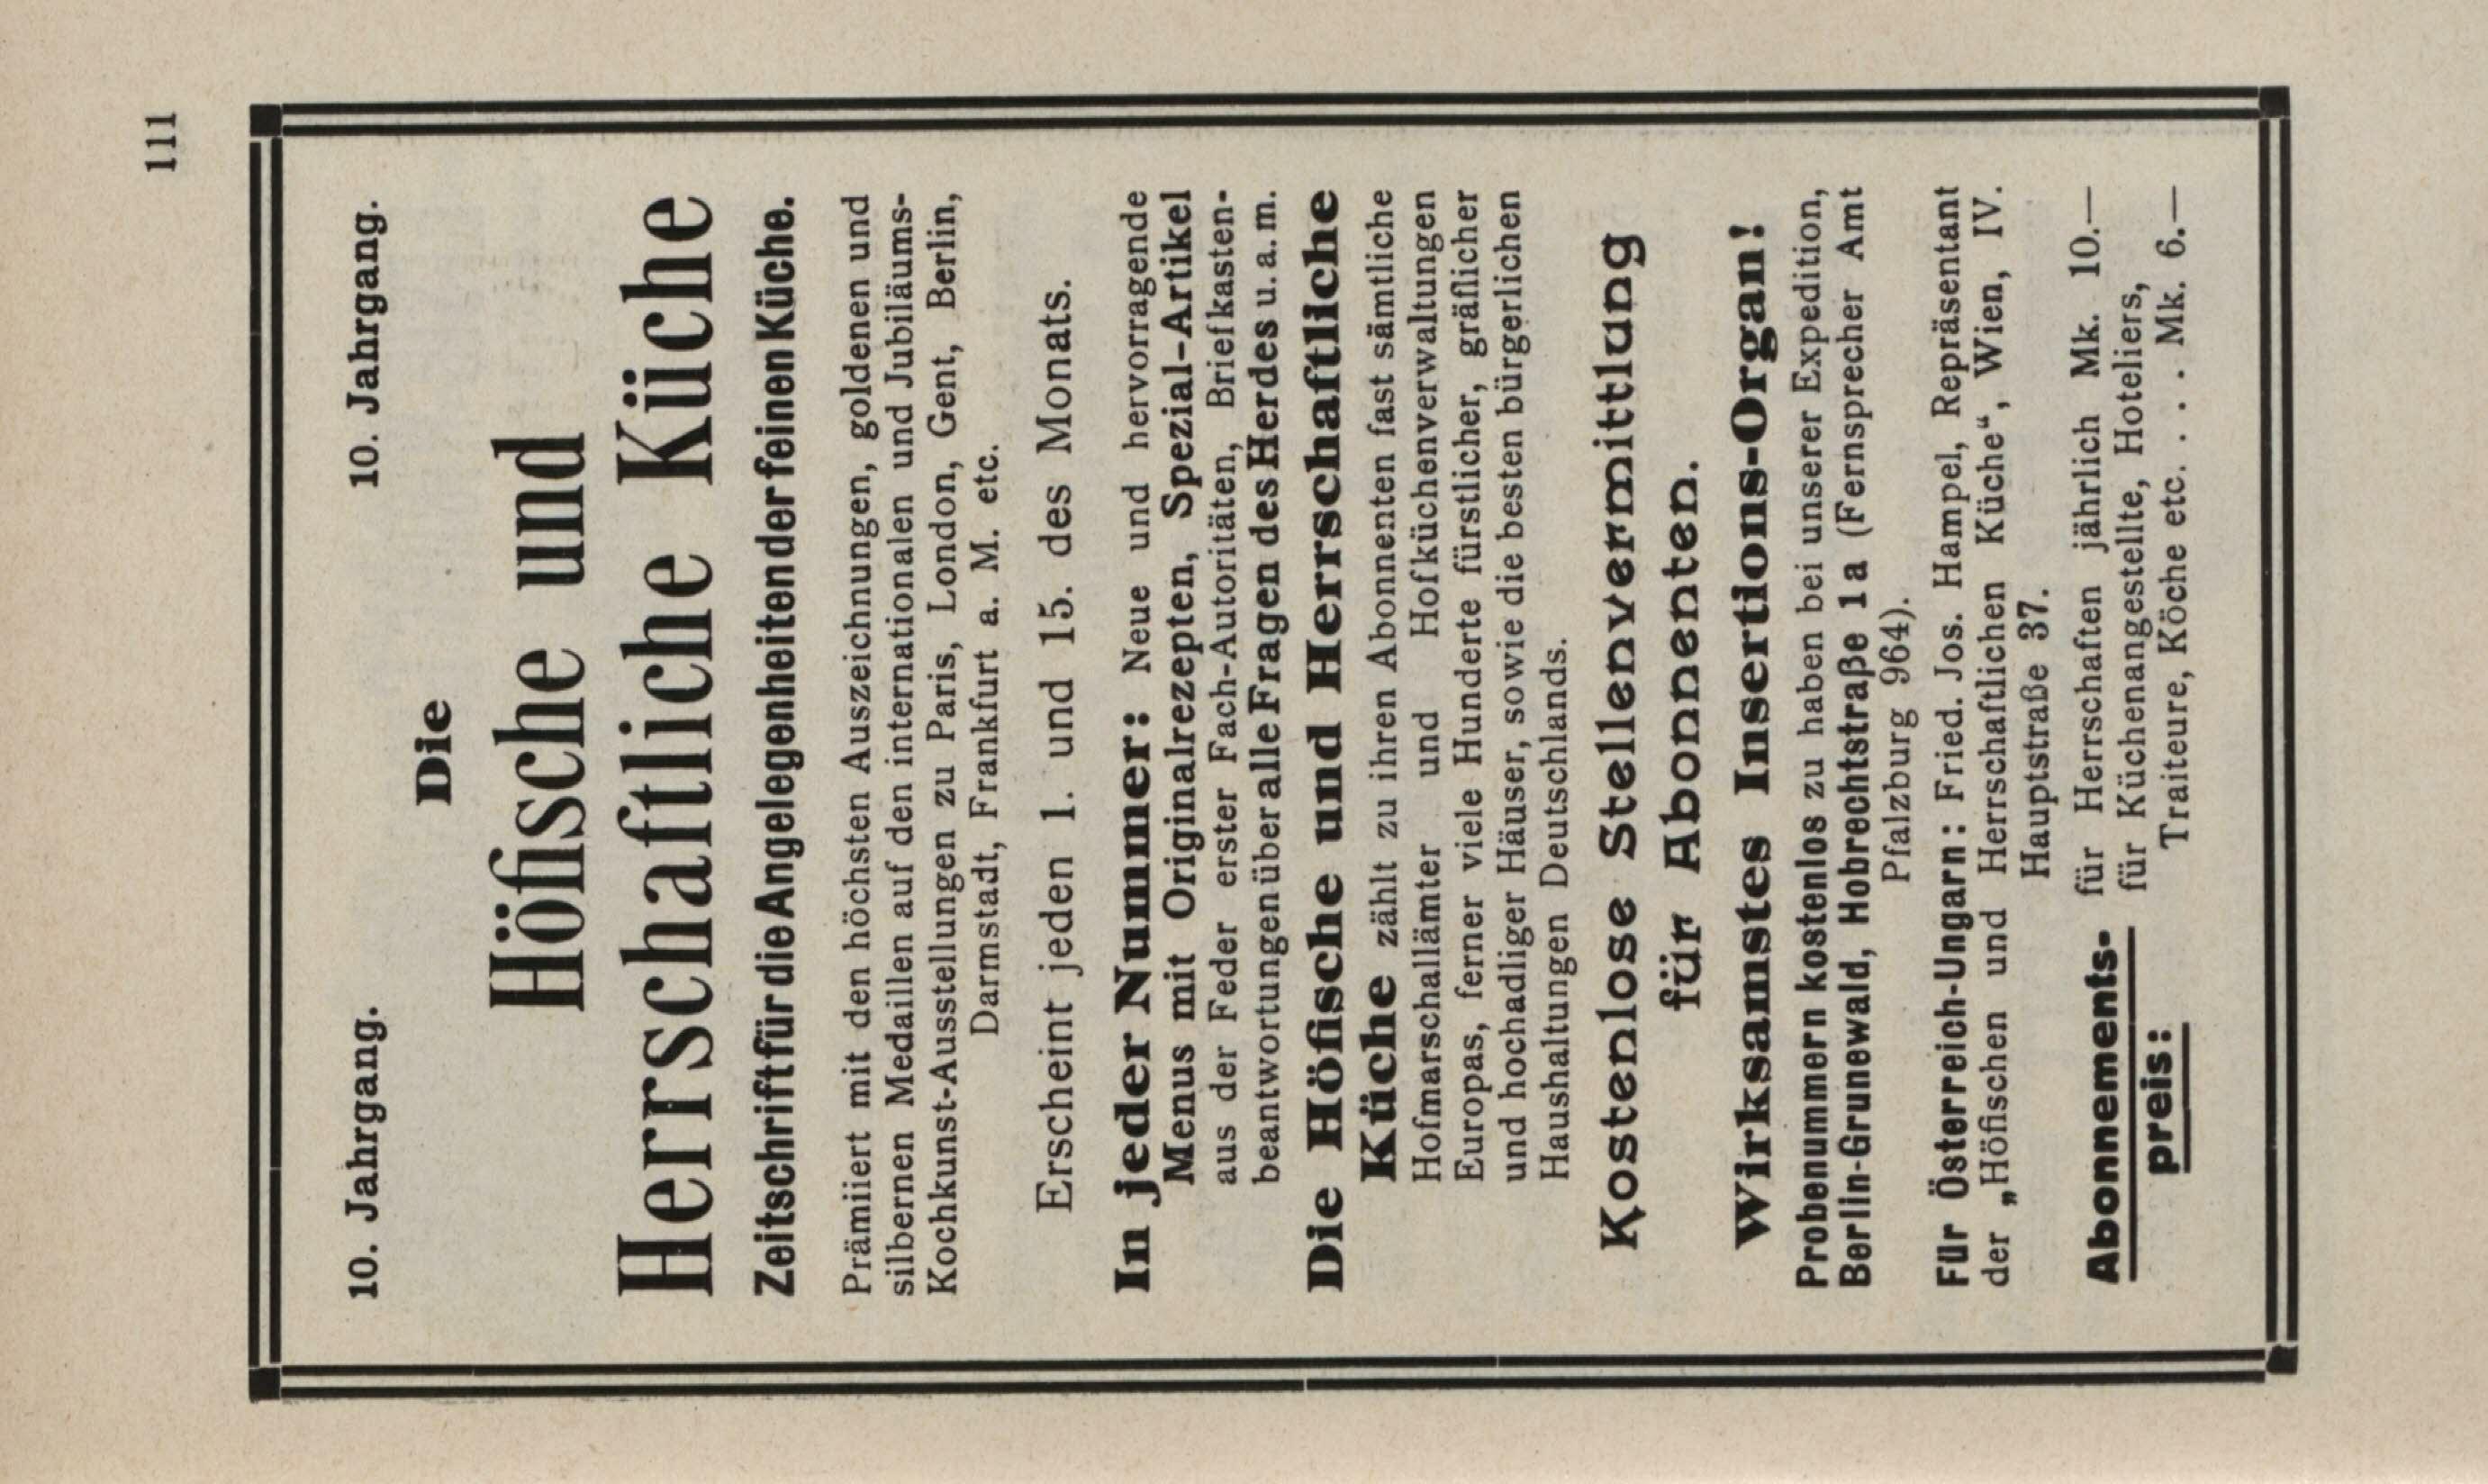 111
10. Jahrgang. 10. Jahrgang.
Die
Höfische und
Herrschaftliche Küche
Zeitschrift für die Angelegenheiten der feinen Küche.
Prämiiert mit den höchsten Auszeichnungen, goldenen und
silbernen Medaillen auf den internationalen und Jubiläums-
Kochkunst-Ausstellungen zu Paris, London, Gent, Berlin,
Darmstadt, Frankfurt a. M. etc.
Erscheint jeden 1. und 15. des Monats.
In jeder Nummer: Neue und hervorragende
Menus mit Originalrezepten, Spezial-Artikel
aus der Feder erster Fach-Autoritäten, Briefkasten-
beantwortungen über alle Fragen des Herdes u. a. m.
Die Höfische und Herrschaftliche
Küche zählt zu ihren Abonnenten fast sämtliche
Hofmarschallämter und Hofküchenverwaltungen
Europas, ferner viele Hunderte fürstlicher, gräflicher
und hochadliger Häuser, sowie die besten bürgerlichen
Haushaltungen Deutschlands.
Kostenlose Stellenvermittlung
für Abonnenten.
Wirksamstes Insertions-Organ!
Probenummern kostenlos zu haben bei unserer Expedition,
Berlin-Grunewald, Hobrechtstraße 1a (Fernsprecher Amt
Pfalzburg 964).
Für Österreich-Ungarn: Fried. Jos. Hampel, Repräsentant
der „Höfischen und Herrschaftlichen Küche“, Wien, IV.
Hauptstraße 37.
Abonnements-
preis:
für Herrschaften jährlich Mk. 10.—
für Küchenangestellte, Hoteliers,
Traiteure, Köche etc. . . . Mk. 6.—